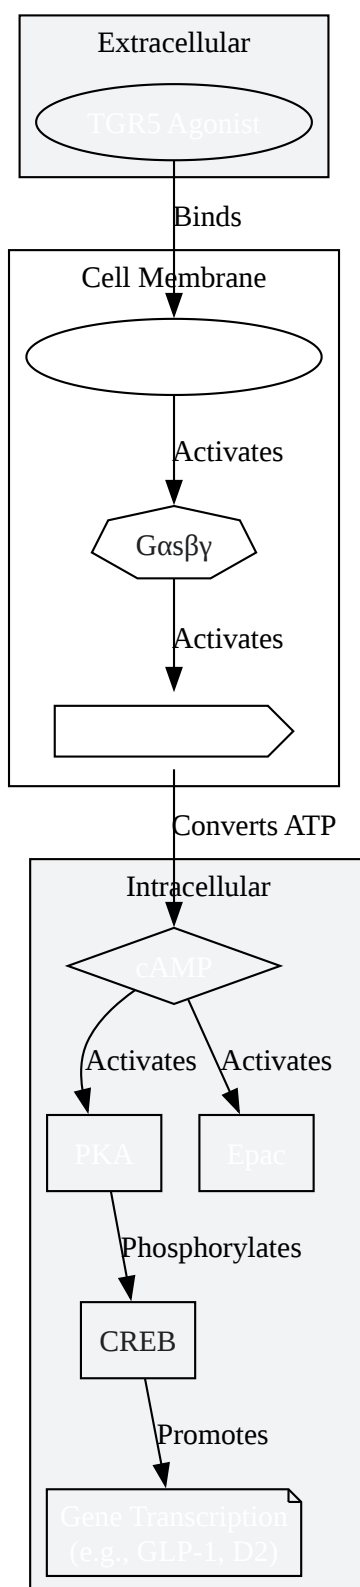 Extracellular
TGR5 Agonist
Binds
Cell Membrane
Activates
Gαsβγ
Activates
Converts ATP
Intracellular
cAMP
Activates
Activates
PKA
Epac
Phosphorylates
CREB
Promotes
Gene Transcription
(e.g., GLP-1, D2)